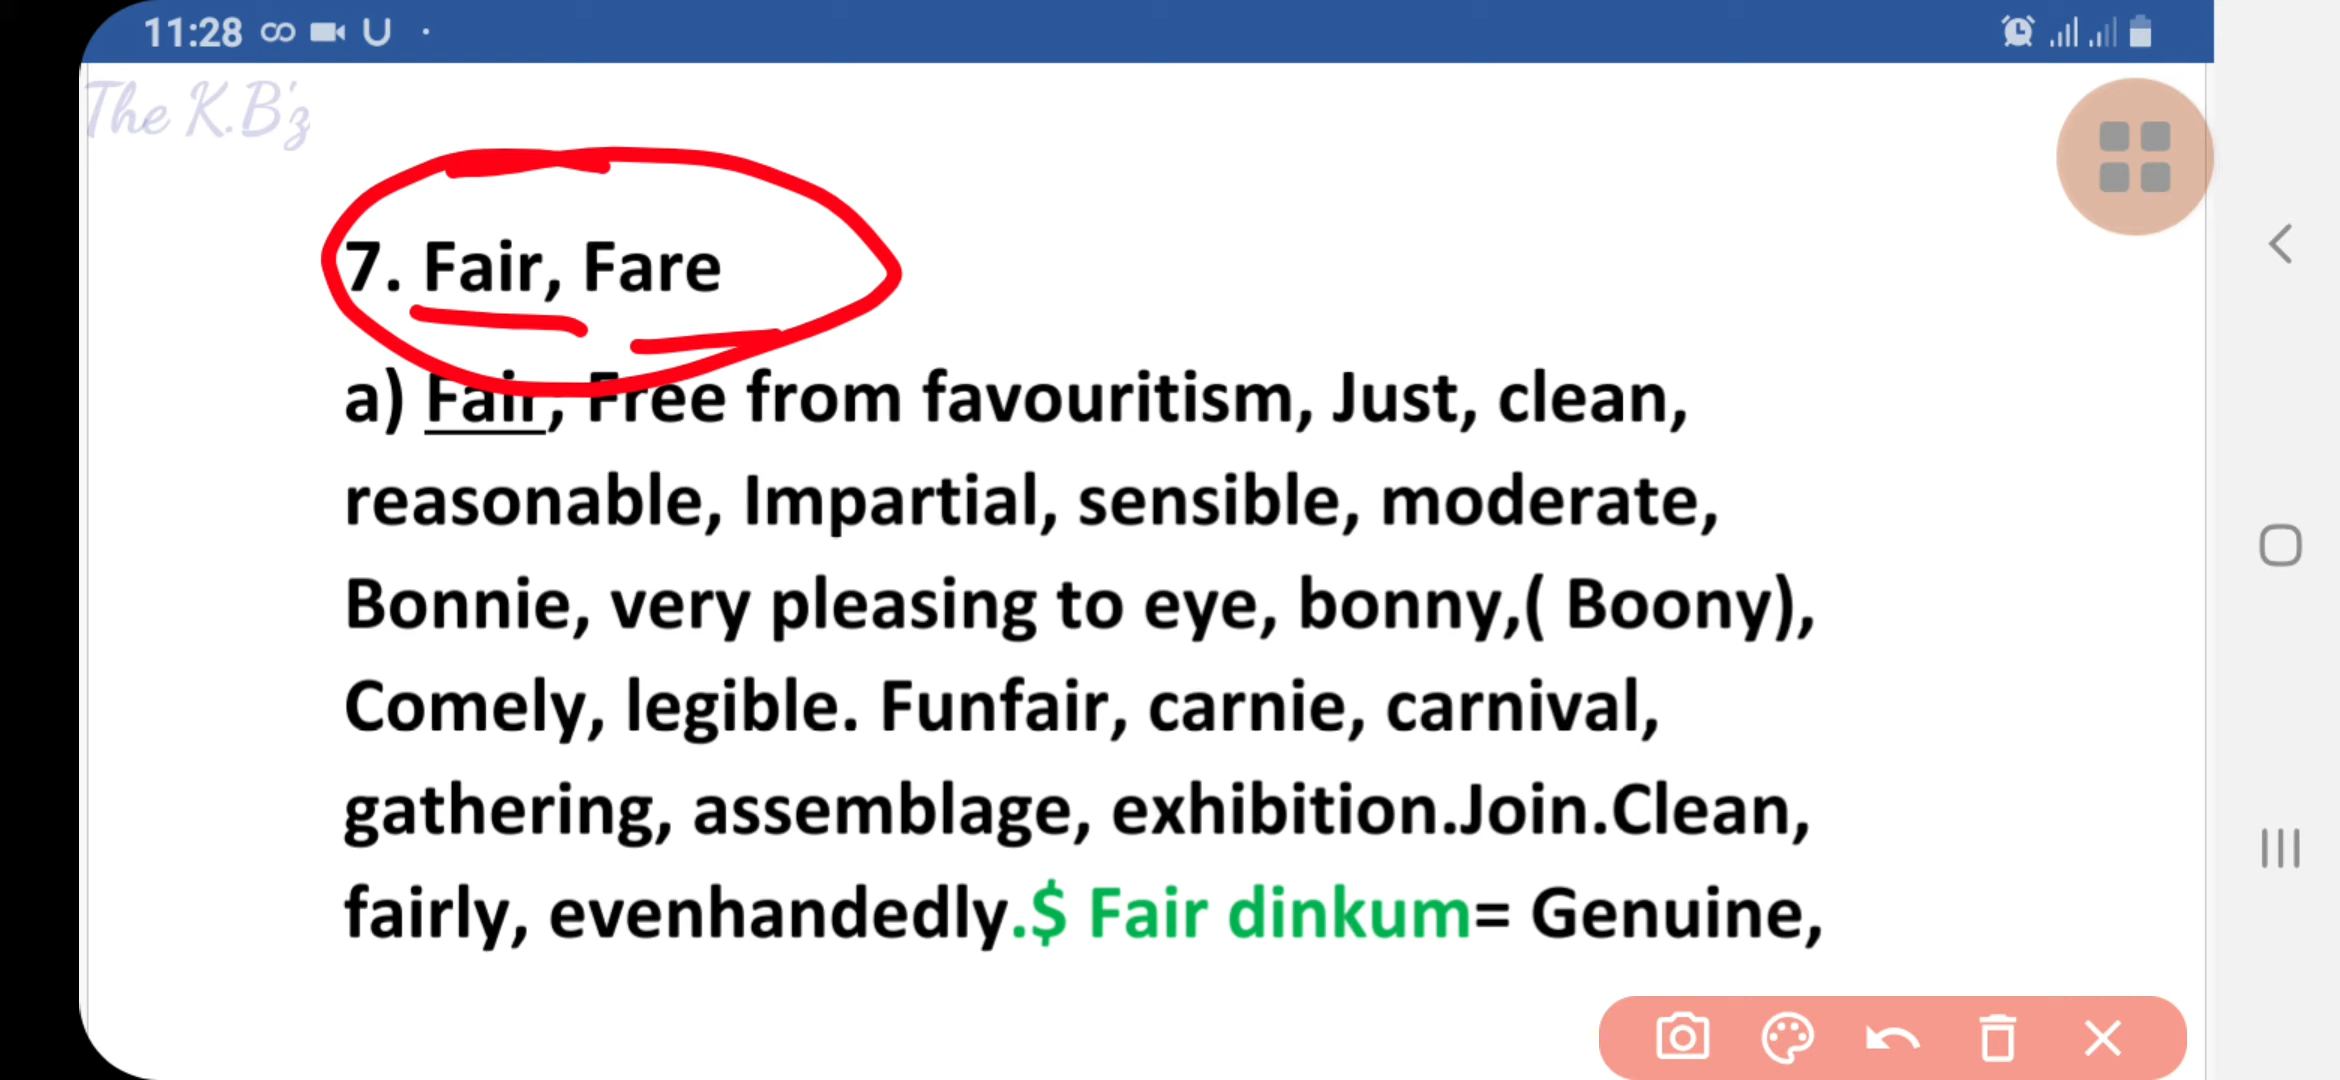 11:28
The K.B'z
7. Fair, Fare
a) Fair, Free from favouritism, Just, clean,
reasonable, Impartial, sensible, moderate,
Bonnie, very pleasing to eye, bonny,( Boony),
Comely, legible. Funfair, carnie, carnival,
gathering, assemblage, exhibition.Join.Clean,
fairly, evenhandedly.$ Fair dinkum= Genuine,